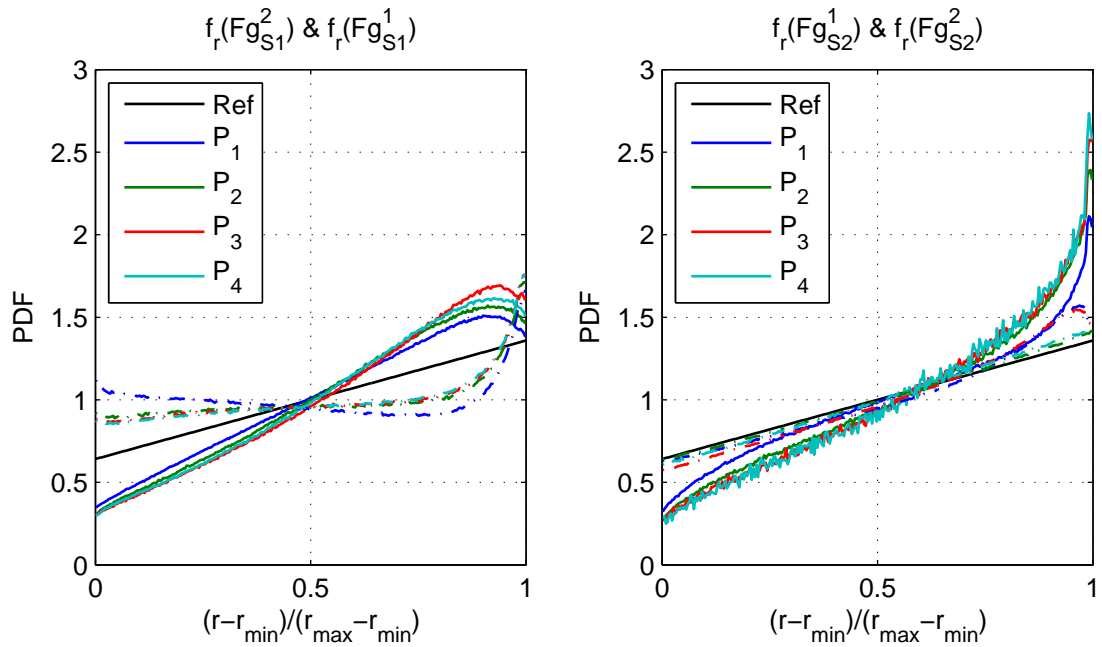 f_r(Fg^2_S1) & f_r(Fg^1_S1)
3
2.5
2
1.5
1
0.5
0
PDF
Ref
P_1
P_2
P_3
P_4
0 0.5 1
(r−r_min)/(r_max−r_min)
f_r(Fg^1_S2) & f_r(Fg^2_S2)
3
2.5
2
1.5
1
0.5
0
PDF
Ref
P_1
P_2
P_3
P_4
0 0.5 1
(r−r_min)/(r_max−r_min)